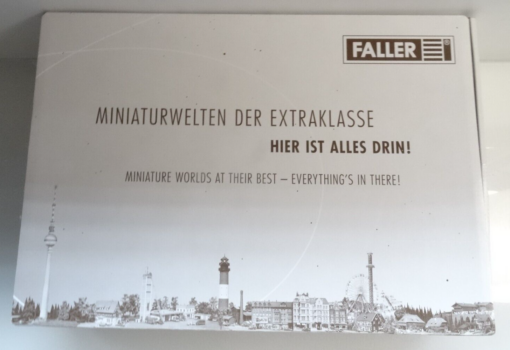 FALLER
MINIATURWELTEN DER EXTRAKLASSE
HIER IST ALLES DRIN!
MINIATURE WORLDS AT THEIR BEST – EVERYTHING'S IN THERE!